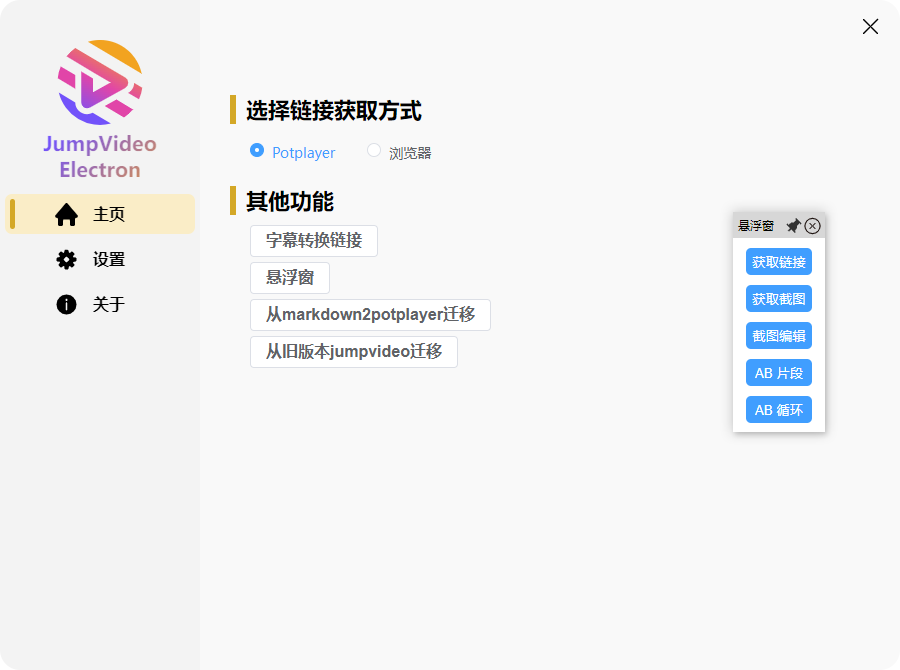 JumpVideo
Electron
主页
设置
关于
选择链接获取方式
Potplayer
浏览器
其他功能
字幕转换链接
悬浮窗
从markdown2potplayer迁移
从旧版本jumpvideo迁移
悬浮窗
获取链接
获取截图
截图编辑
AB 片段
AB 循环